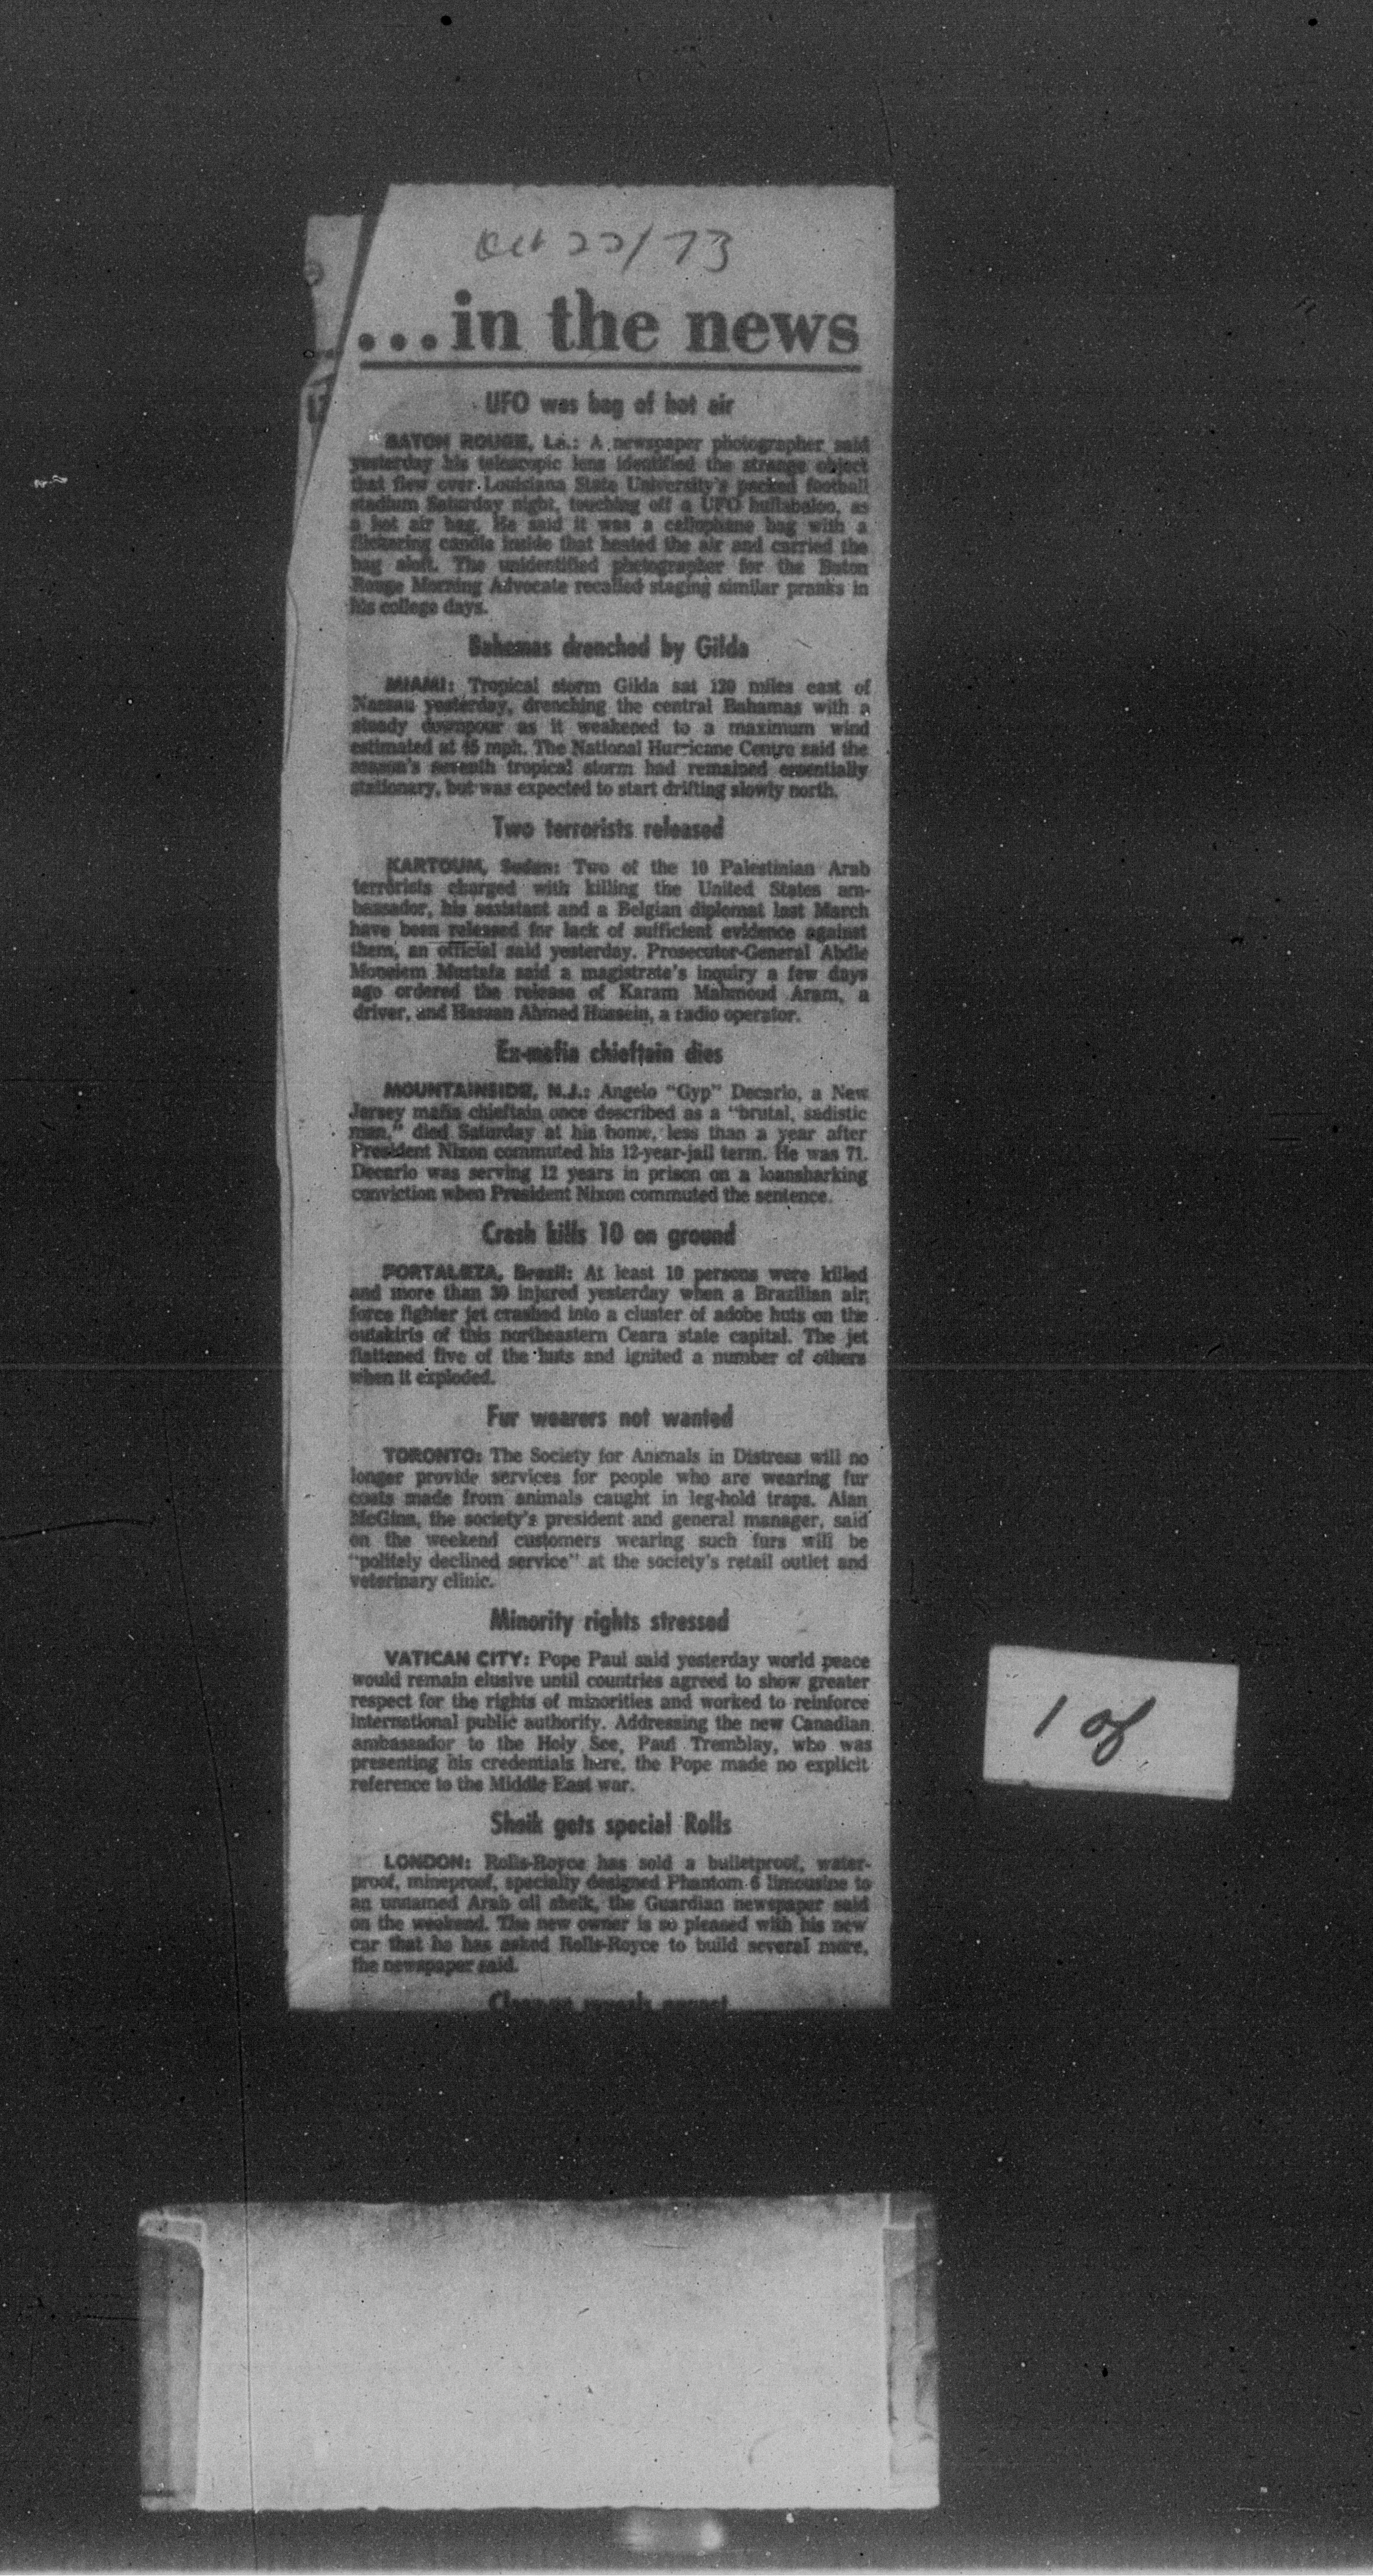 Oct 22/73
...in the news
UFO was bag of hot air
BATON ROUGE, La.: A newspaper photographer said
yesterday his telescopic lens identified the strange object
that flew over Louisiana State University's packed football
stadium Saturday night, touching off a UFO hullabaloo, as
a hot air bag. He said it was a cellophane bag with a
flickering candle inside that heated the air and carried the
bag aloft. The unidentified photographer for the Baton
Rouge Morning Advocate recalled staging similar pranks in
his college days.
Bahamas drenched by Gilda
MIAMI: Tropical storm Gilda sat 120 miles east of
Nassau yesterday, drenching the central Bahamas with a
steady downpour as it weakened to a maximum wind
estimated at 45 mph. The National Hurricane Centre said the
season's seventh tropical storm had remained essentially
stationary, but was expected to start drifting slowly north.
Two terrorists released
KARTOUM, Sudan: Two of the 10 Palestinian Arab
terrorists charged with killing the United States am-
bassador, his assistant and a Belgian diplomat last March
have been released for lack of sufficient evidence against
them, an official said yesterday. Prosecutor-General Abdle
Moneiem Mustafa said a magistrate's inquiry a few days
ago ordered the release of Karam Mahmoud Aram, a
driver, and Hassan Ahmed Hussein, a radio operator.
Ex-mafia chieftain dies
MOUNTAINSIDE, N.J.: Angelo "Gyp" Decarlo, a New
Jersey mafia chieftain once described as a "brutal, sadistic
man," died Saturday at his home, less than a year after
President Nixon commuted his 12-year-jail term. He was 71.
Decarlo was serving 12 years in prison on a loansharking
conviction when President Nixon commuted the sentence.
Crash kills 10 on ground
FORTALEZA, Brazil: At least 10 persons were killed
and more than 30 injured yesterday when a Brazilian air
force fighter jet crashed into a cluster of adobe huts on the
outskirts of this northeastern Ceara state capital. The jet
flattened five of the huts and ignited a number of others
when it exploded.
Fur wearers not wanted
TORONTO: The Society for Animals in Distress will no
longer provide services for people who are wearing fur
coats made from animals caught in leg-hold traps. Alan
McGinn, the society's president and general manager, said
on the weekend customers wearing such furs will be
"politely declined service" at the society's retail outlet and
veterinary clinic.
Minority rights stressed
VATICAN CITY: Pope Paul said yesterday world peace
would remain elusive until countries agreed to show greater
respect for the rights of minorities and worked to reinforce
international public authority. Addressing the new Canadian
ambassador to the Holy See, Paul Tremblay, who was
presenting his credentials here, the Pope made no explicit
reference to the Middle East war.
Sheik gets special Rolls
LONDON: Rolls-Royce has sold a bulletproof, water-
proof, mineproof, specially designed Phantom 6 limousine to
an unnamed Arab oil sheik, the Guardian newspaper said
on the weekend. The new owner is so pleased with his new
car that he has asked Rolls-Royce to build several more,
the newspaper said.
1 of